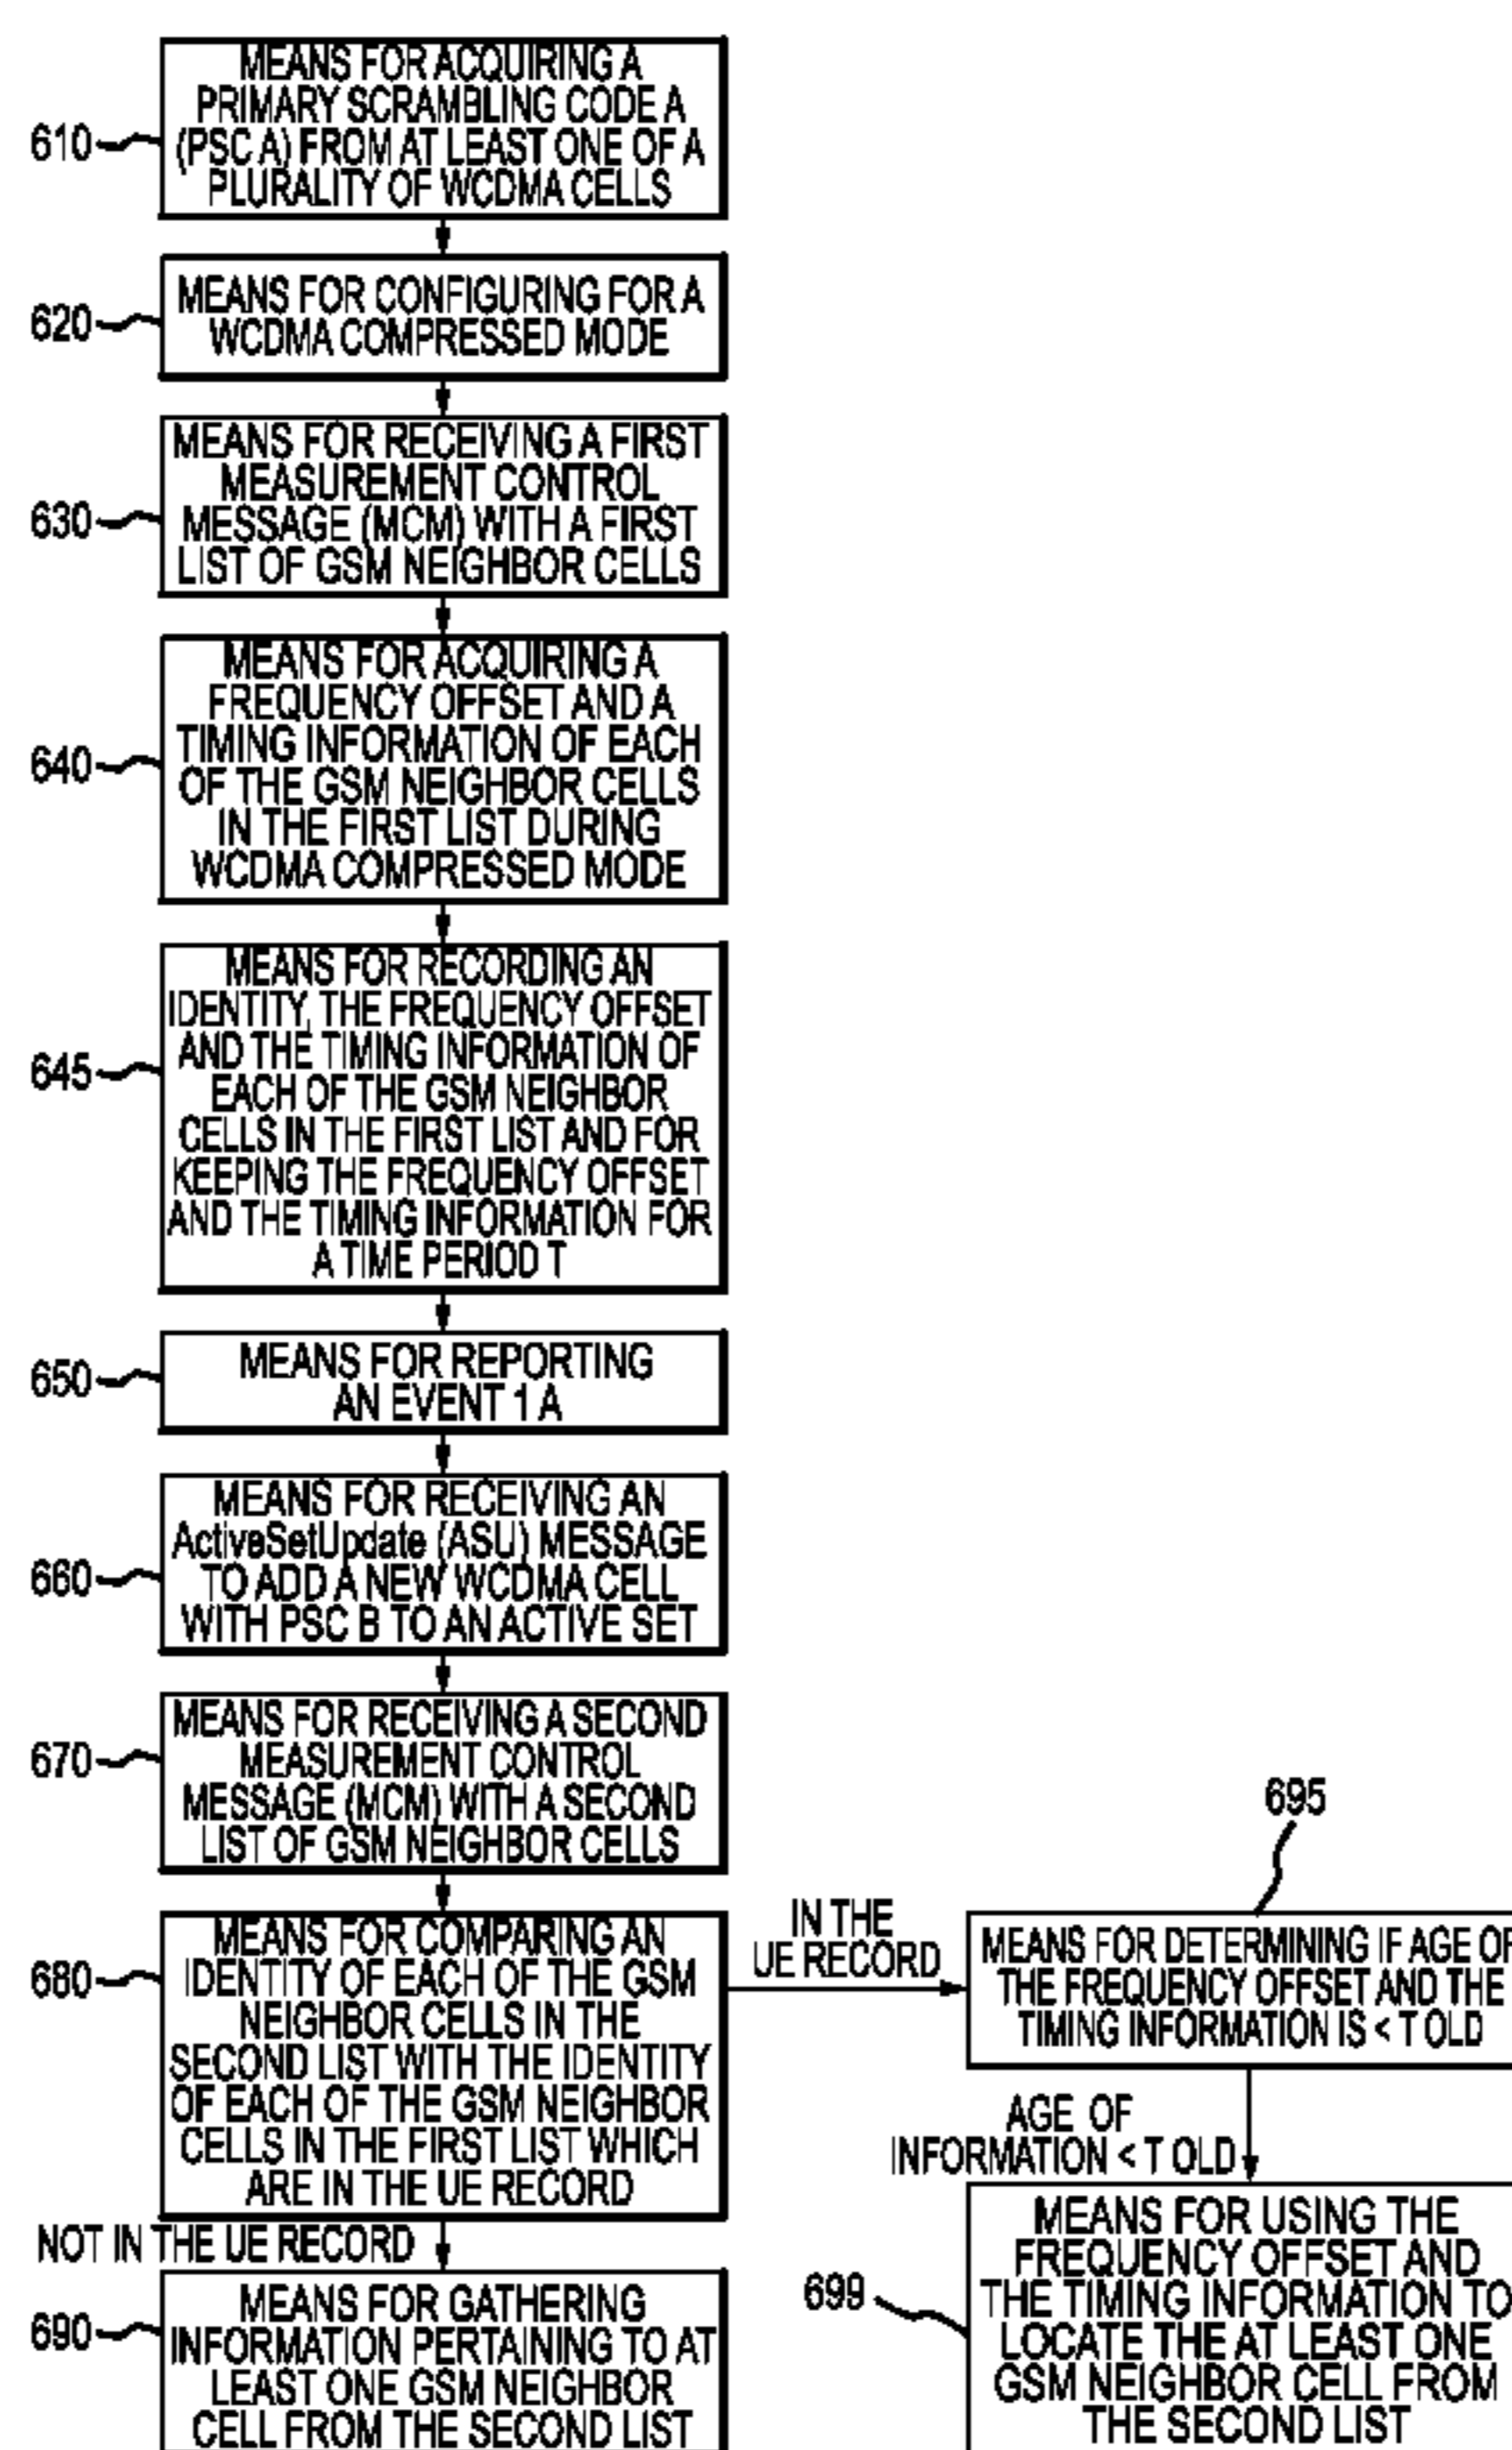 MEANS FOR ACQUIRING A
PRIMARY SCRAMBLING CODE A
(PSC A) FROM AT LEAST ONE OF A
PLURALITY OF WCDMA CELLS
610
MEANS FOR CONFIGURING FOR A
WCDMA COMPRESSED MODE
620
MEANS FOR RECEIVING A FIRST
MEASUREMENT CONTROL
MESSAGE (MCM) WITH A FIRST
LIST OF GSM NEIGHBOR CELLS
630
MEANS FOR ACQUIRING A
FREQUENCY OFFSET AND A
TIMING INFORMATION OF EACH
OF THE GSM NEIGHBOR CELLS
IN THE FIRST LIST DURING
WCDMA COMPRESSED MODE
640
MEANS FOR RECORDING AN
IDENTITY, THE FREQUENCY OFFSET
AND THE TIMING INFORMATION OF
EACH OF THE GSM NEIGHBOR
CELLS IN THE FIRST LIST AND FOR
KEEPING THE FREQUENCY OFFSET
AND THE TIMING INFORMATION FOR
A TIME PERIOD T
645
MEANS FOR REPORTING
AN EVENT 1 A
650
MEANS FOR RECEIVING AN
ActiveSetUpdate (ASU) MESSAGE
TO ADD A NEW WCDMA CELL
WITH PSC B TO AN ACTIVE SET
660
MEANS FOR RECEIVING A SECOND
MEASUREMENT CONTROL
MESSAGE (MCM) WITH A SECOND
LIST OF GSM NEIGHBOR CELLS
670
MEANS FOR COMPARING AN
IDENTITY OF EACH OF THE GSM
NEIGHBOR CELLS IN THE
SECOND LIST WITH THE IDENTITY
OF EACH OF THE GSM NEIGHBOR
CELLS IN THE FIRST LIST WHICH
ARE IN THE UE RECORD
680
NOT IN THE UE RECORD
MEANS FOR GATHERING
INFORMATION PERTAINING TO AT
LEAST ONE GSM NEIGHBOR
CELL FROM THE SECOND LIST
690
IN THE
UE RECORD
695
MEANS FOR DETERMINING IF AGE OF
THE FREQUENCY OFFSET AND THE
TIMING INFORMATION IS < T OLD
AGE OF
INFORMATION < T OLD
MEANS FOR USING THE
FREQUENCY OFFSET AND
THE TIMING INFORMATION TO
LOCATE THE AT LEAST ONE
GSM NEIGHBOR CELL FROM
THE SECOND LIST
699